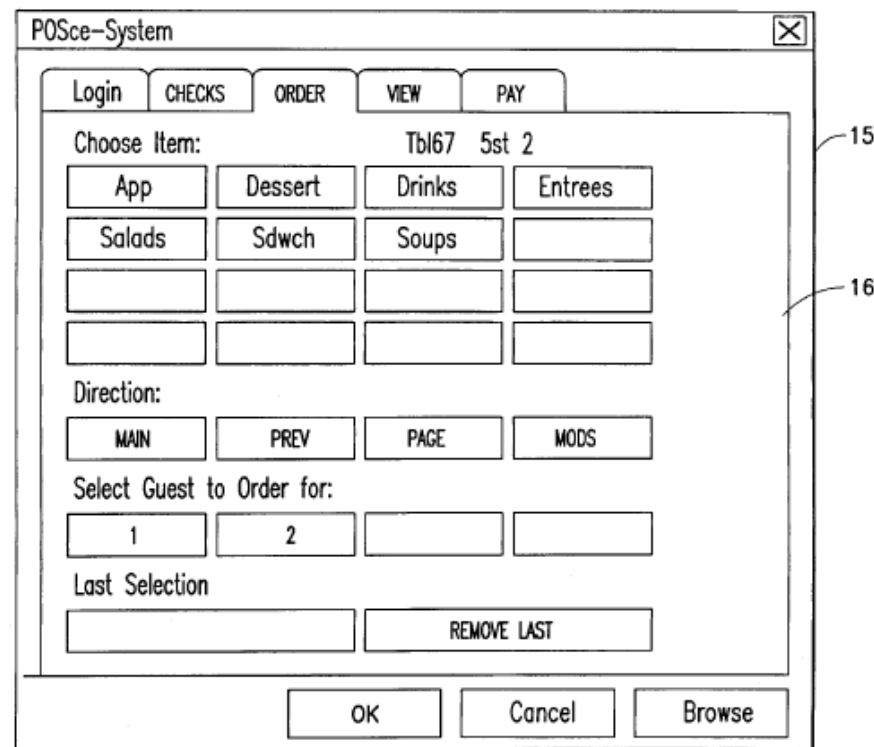 POSce-System
Login CHECKS ORDER VIEW PAY
Choose Item: Tbl67 5st 2
15
App Dessert Drinks Entrees
Salads Sdwch Soups
16
Direction:
MAIN PREV PAGE MODS
Select Guest to Order for:
1 2
Last Selection
REMOVE LAST
OK Cancel Browse